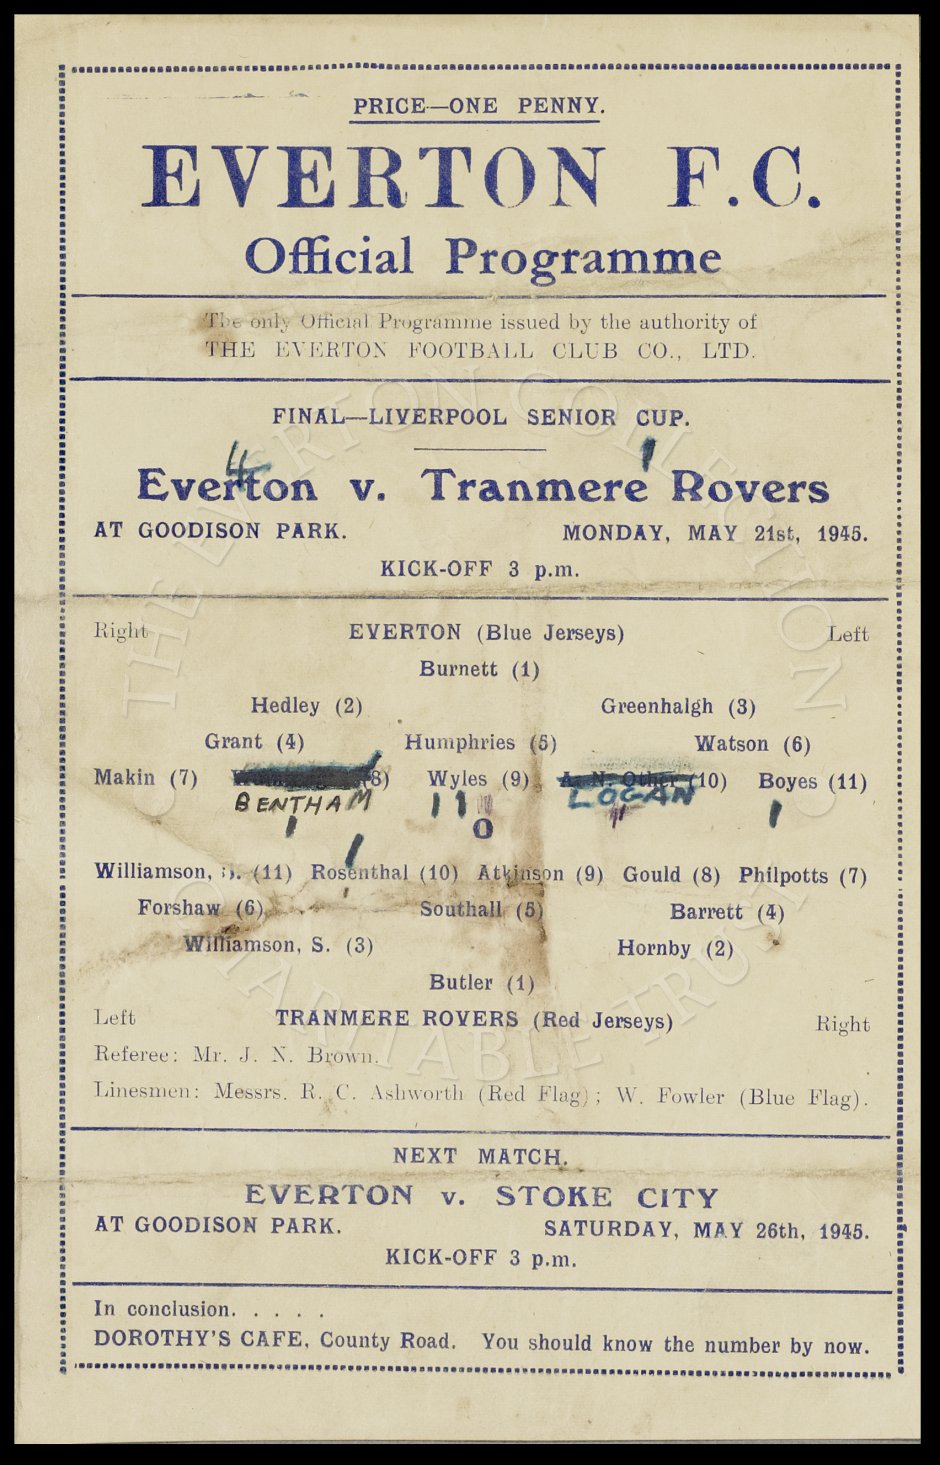 PRICE—ONE PENNY.
EVERTON F.C.
Official Programme
The only Official Programme issued by the authority of
THE EVERTON FOOTBALL CLUB CO., LTD.
FINAL—LIVERPOOL SENIOR CUP.
4 1
Everton v. Tranmere Rovers
AT GOODISON PARK. MONDAY, MAY 21st, 1945.
KICK-OFF 3 p.m.
Right EVERTON (Blue Jerseys) Left
Burnett (1)
Hedley (2) Greenhalgh (3)
Grant (4) Humphries (5) Watson (6)
Makin (7) (8) Wyles (9) A. N. Other (10) Boyes (11)
BENTHAM LOGAN
Williamson, (11) Rosenthal (10) Atkinson (9) Gould (8) Philpotts (7)
Forshaw (6) Southall (5) Barrett (4)
Williamson, S. (3) Hornby (2)
Butler (1)
Left TRANMERE ROVERS (Red Jerseys) Right
Referee: Mr. J. N. Brown.
Linesmen: Messrs. R. C. Ashworth (Red Flag); W. Fowler (Blue Flag).
NEXT MATCH.
EVERTON v. STOKE CITY
AT GOODISON PARK. SATURDAY, MAY 26th, 1945.
KICK-OFF 3 p.m.
In conclusion. . . . .
DOROTHY'S CAFE, County Road. You should know the number by now.
THE EVERTON COLLECTION
CHARITABLE TRUST